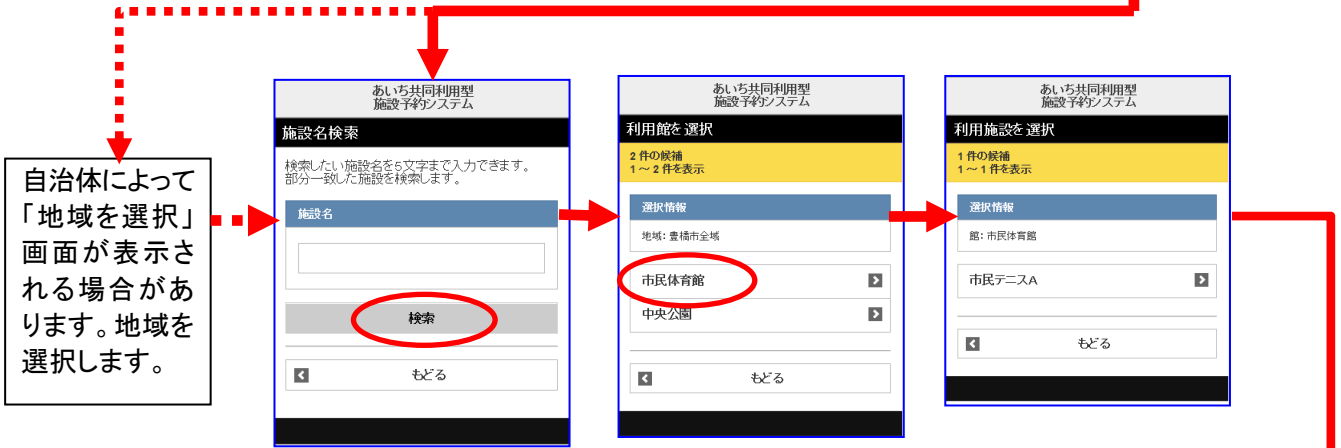 自治体によって
「地域を選択」
画面が表示さ
れる場合があ
ります。地域を
選択します。
あいち共同利用型
施設予約システム
施設名検索
検索したい施設名を5文字まで入力できます。
部分一致した施設を検索します。
施設名
検索
もどる
あいち共同利用型
施設予約システム
利用館を選択
2 件の候補
1 ～ 2 件を表示
選択情報
地域: 豊橋市全域
市民体育館
中央公園
もどる
あいち共同利用型
施設予約システム
利用施設を選択
1 件の候補
1 ～ 1 件を表示
選択情報
館: 市民体育館
市民テニスA
もどる